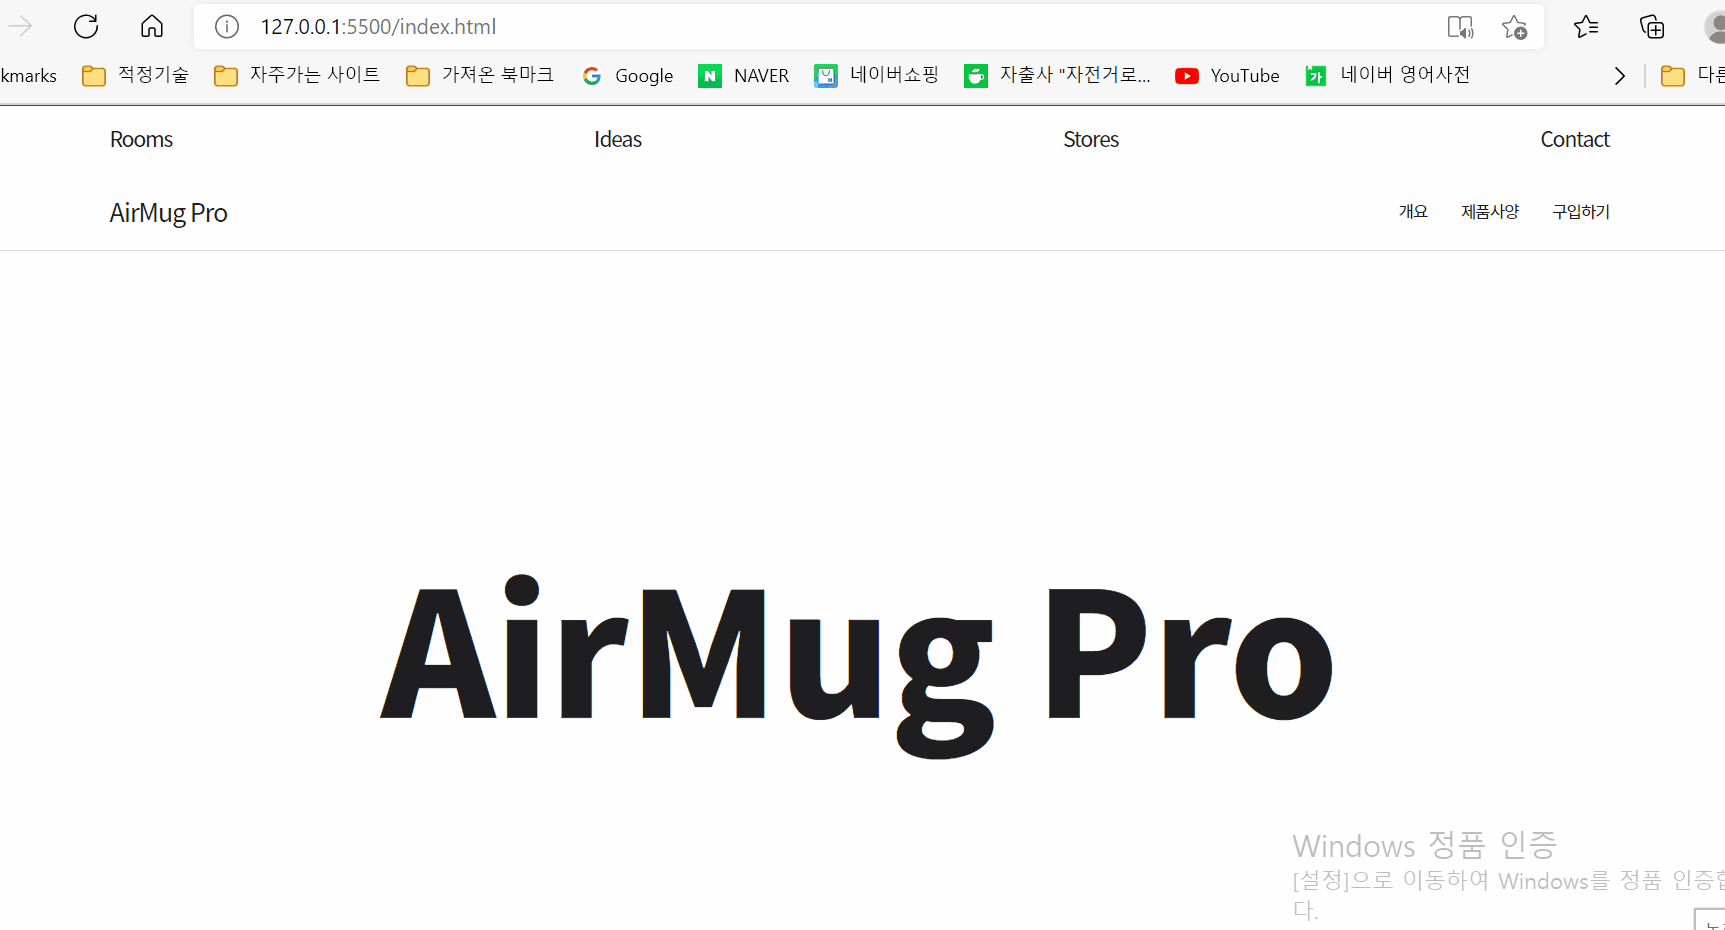 127.0.0.1:5500/index.html
kmarks 적정기술 자주가는 사이트 가져온 북마크 Google NAVER 네이버쇼핑 자출사 "자전거로... YouTube 네이버 영어사전 다른
Rooms Ideas Stores Contact
AirMug Pro 개요 제품사양 구입하기
AirMug Pro
Windows 정품 인증
[설정]으로 이동하여 Windows를 정품 인증합
다.